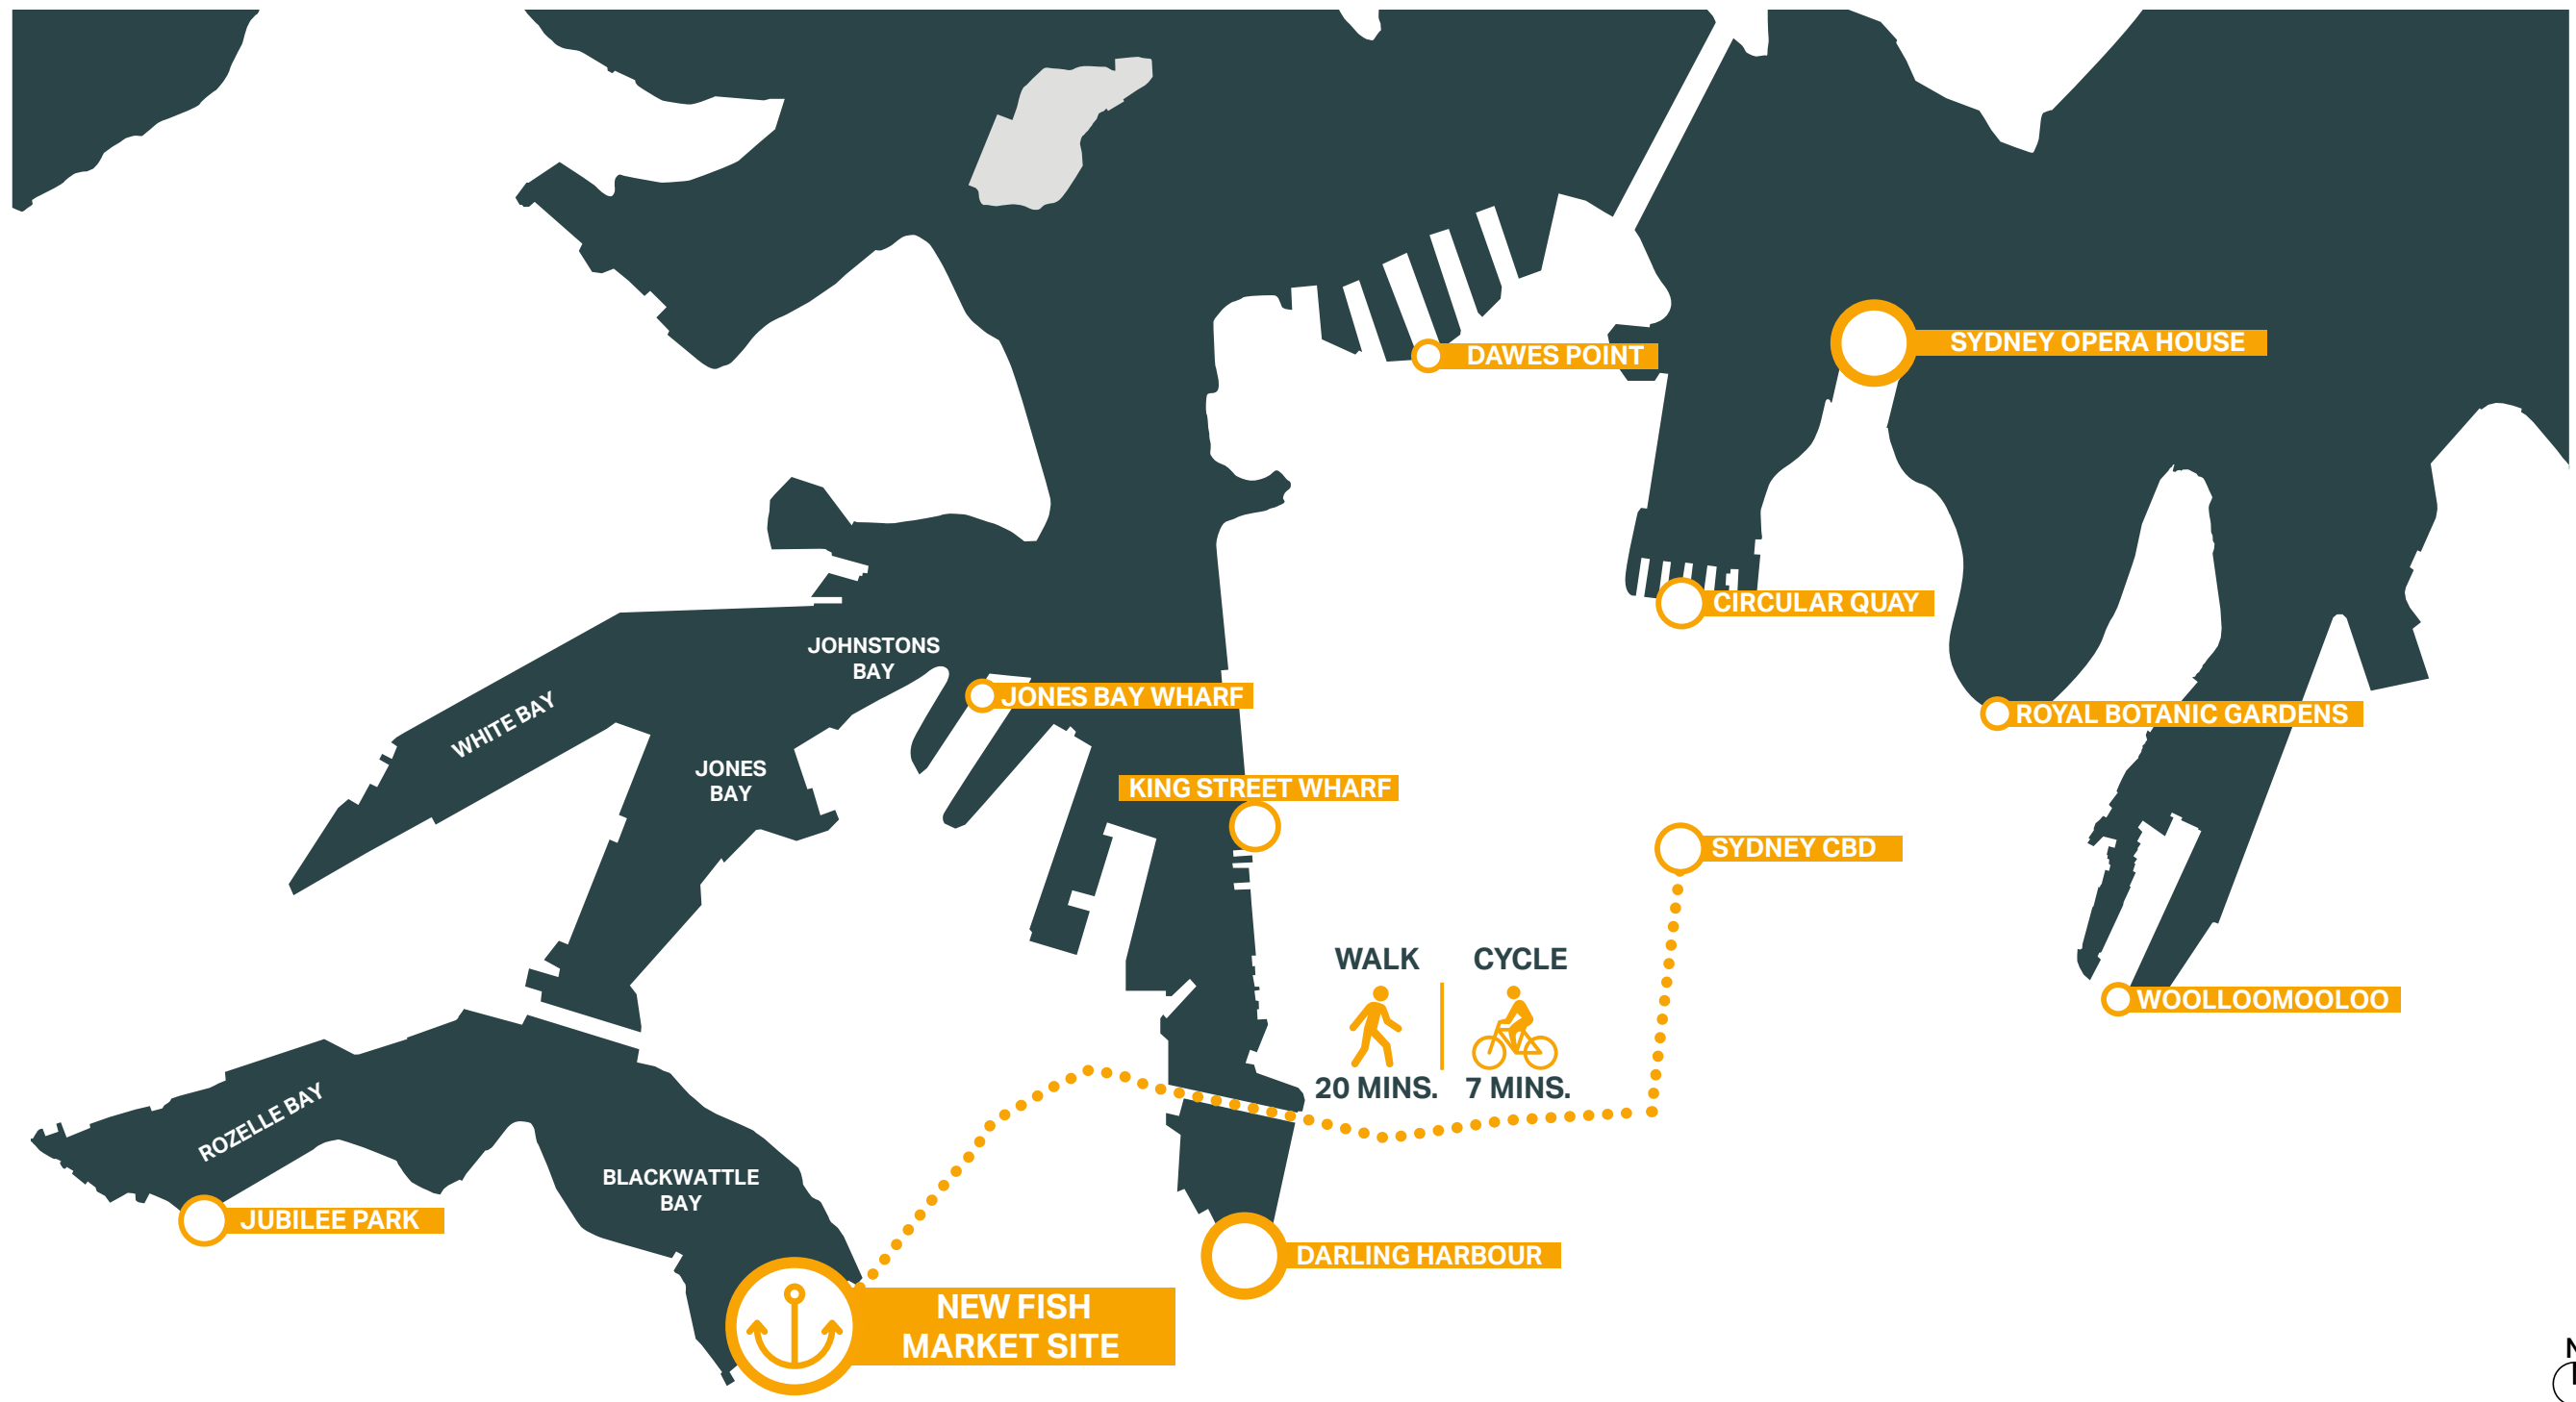 SYDNEY OPERA HOUSE
DAWES POINT
CIRCULAR QUAY
JOHNSTONS
BAY
JONES BAY WHARF
WHITE BAY
ROYAL BOTANIC GARDENS
JONES
BAY
KING STREET WHARF
SYDNEY CBD
WALK
CYCLE
20 MINS.
7 MINS.
WOOLLOOMOOLOO
ROZELLE BAY
BLACKWATTLE
BAY
JUBILEE PARK
DARLING HARBOUR
NEW FISH
MARKET SITE
N